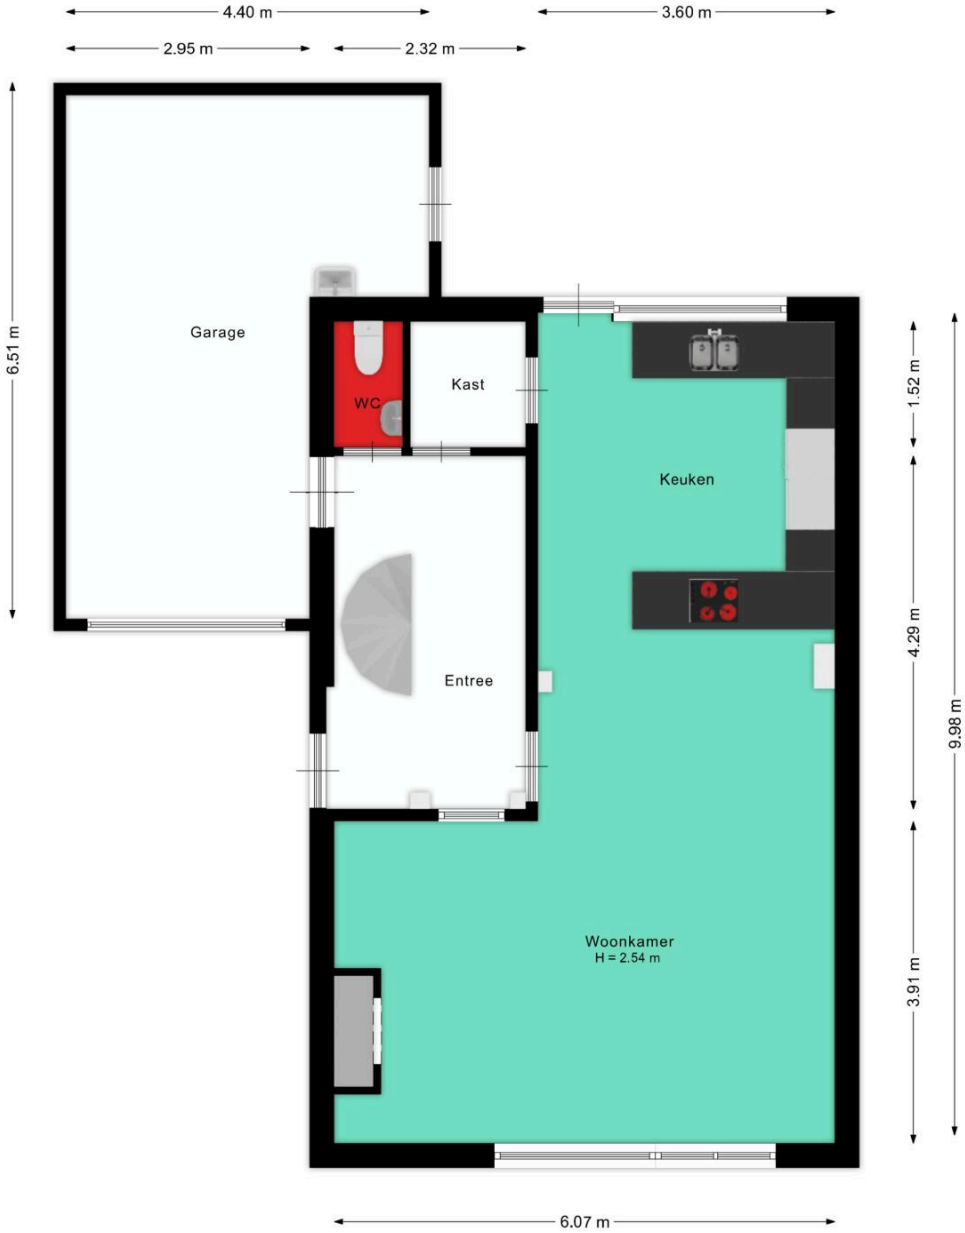 4.40 m
3.60 m
2.95 m
2.32 m
6.51 m
Garage
WC
Kast
1.52 m
Keuken
4.29 m
Entree
9.98 m
Woonkamer
H = 2.54 m
3.91 m
6.07 m